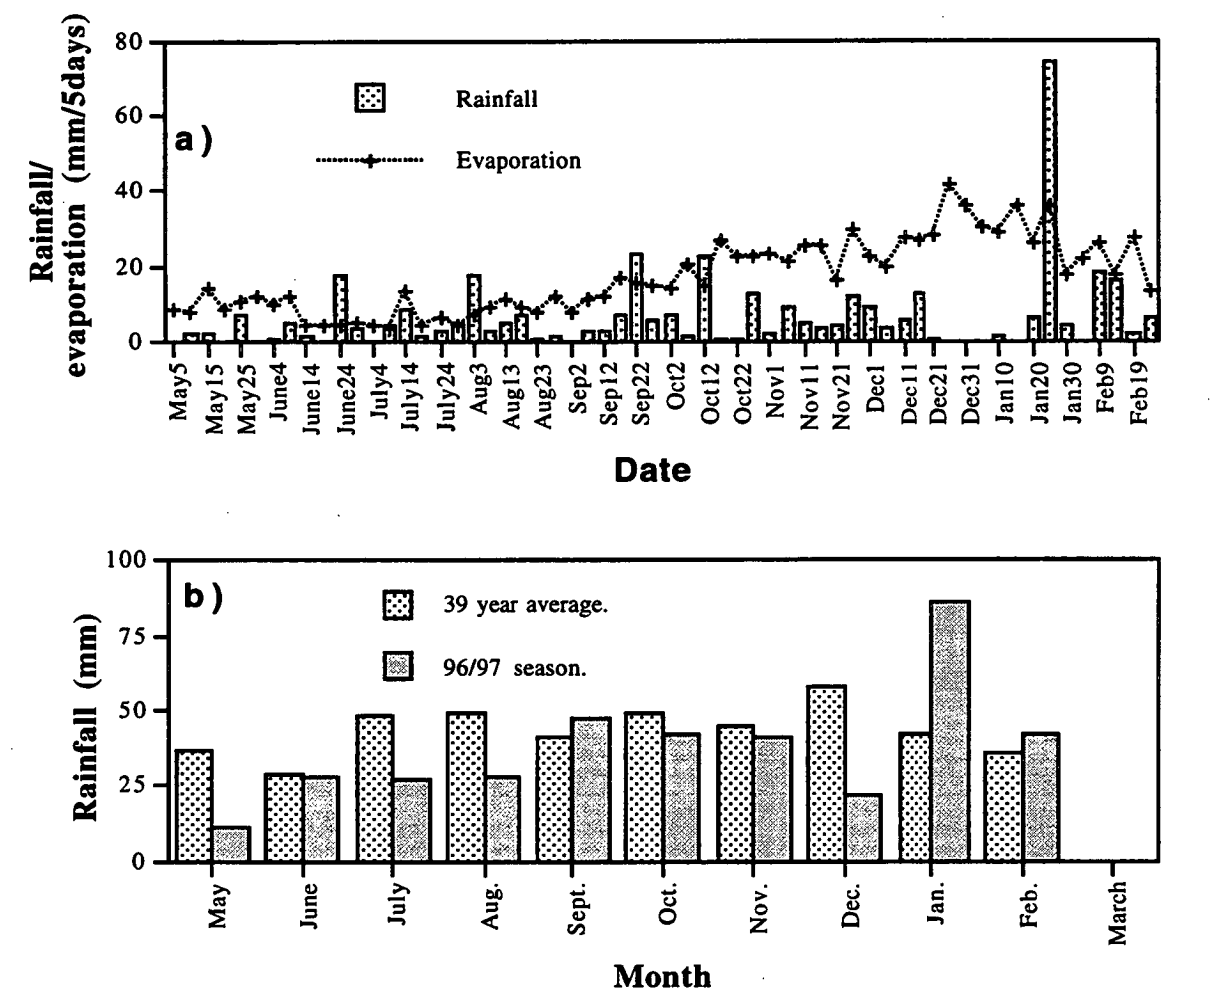 80
60
40
20
0
Rainfall/
evaporation (mm/5days)
a)
Rainfall
Evaporation
May5
May15
May25
June4
June14
June24
July4
July14
July24
Aug3
Aug13
Aug23
Sep2
Sep12
Sep22
Oct2
Oct12
Oct22
Nov1
Nov11
Nov21
Dec1
Dec11
Dec21
Dec31
Jan10
Jan20
Jan30
Feb9
Feb19
Date
100
75
50
25
0
Rainfall (mm)
b)
39 year average.
96/97 season.
May
June
July
Aug.
Sept.
Oct.
Nov.
Dec.
Jan.
Feb.
March
Month